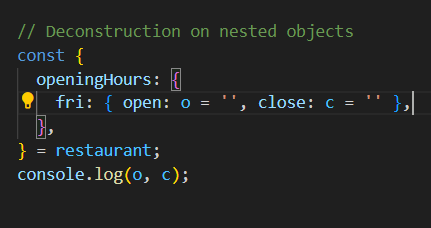 // Deconstruction on nested objects
const {
  openingHours: {
    fri: { open: o = '', close: c = '' },
  },
} = restaurant;
console.log(o, c);